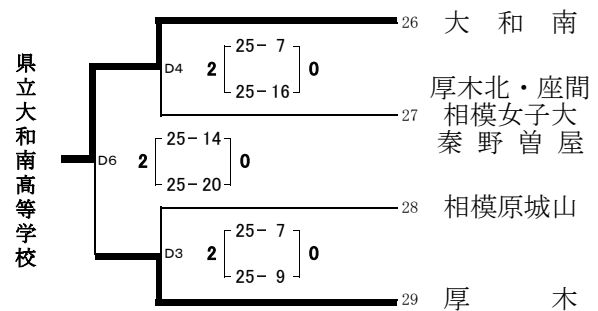 県立大和南高等学校
26 大和南
25－ 7
D4 2 0
25－16
厚木北・座間
27 相模女子大
秦野曽屋
25－14
D6 2 0
25－20
28 相模原城山
25－ 7
D3 2 0
25－ 9
29 厚木